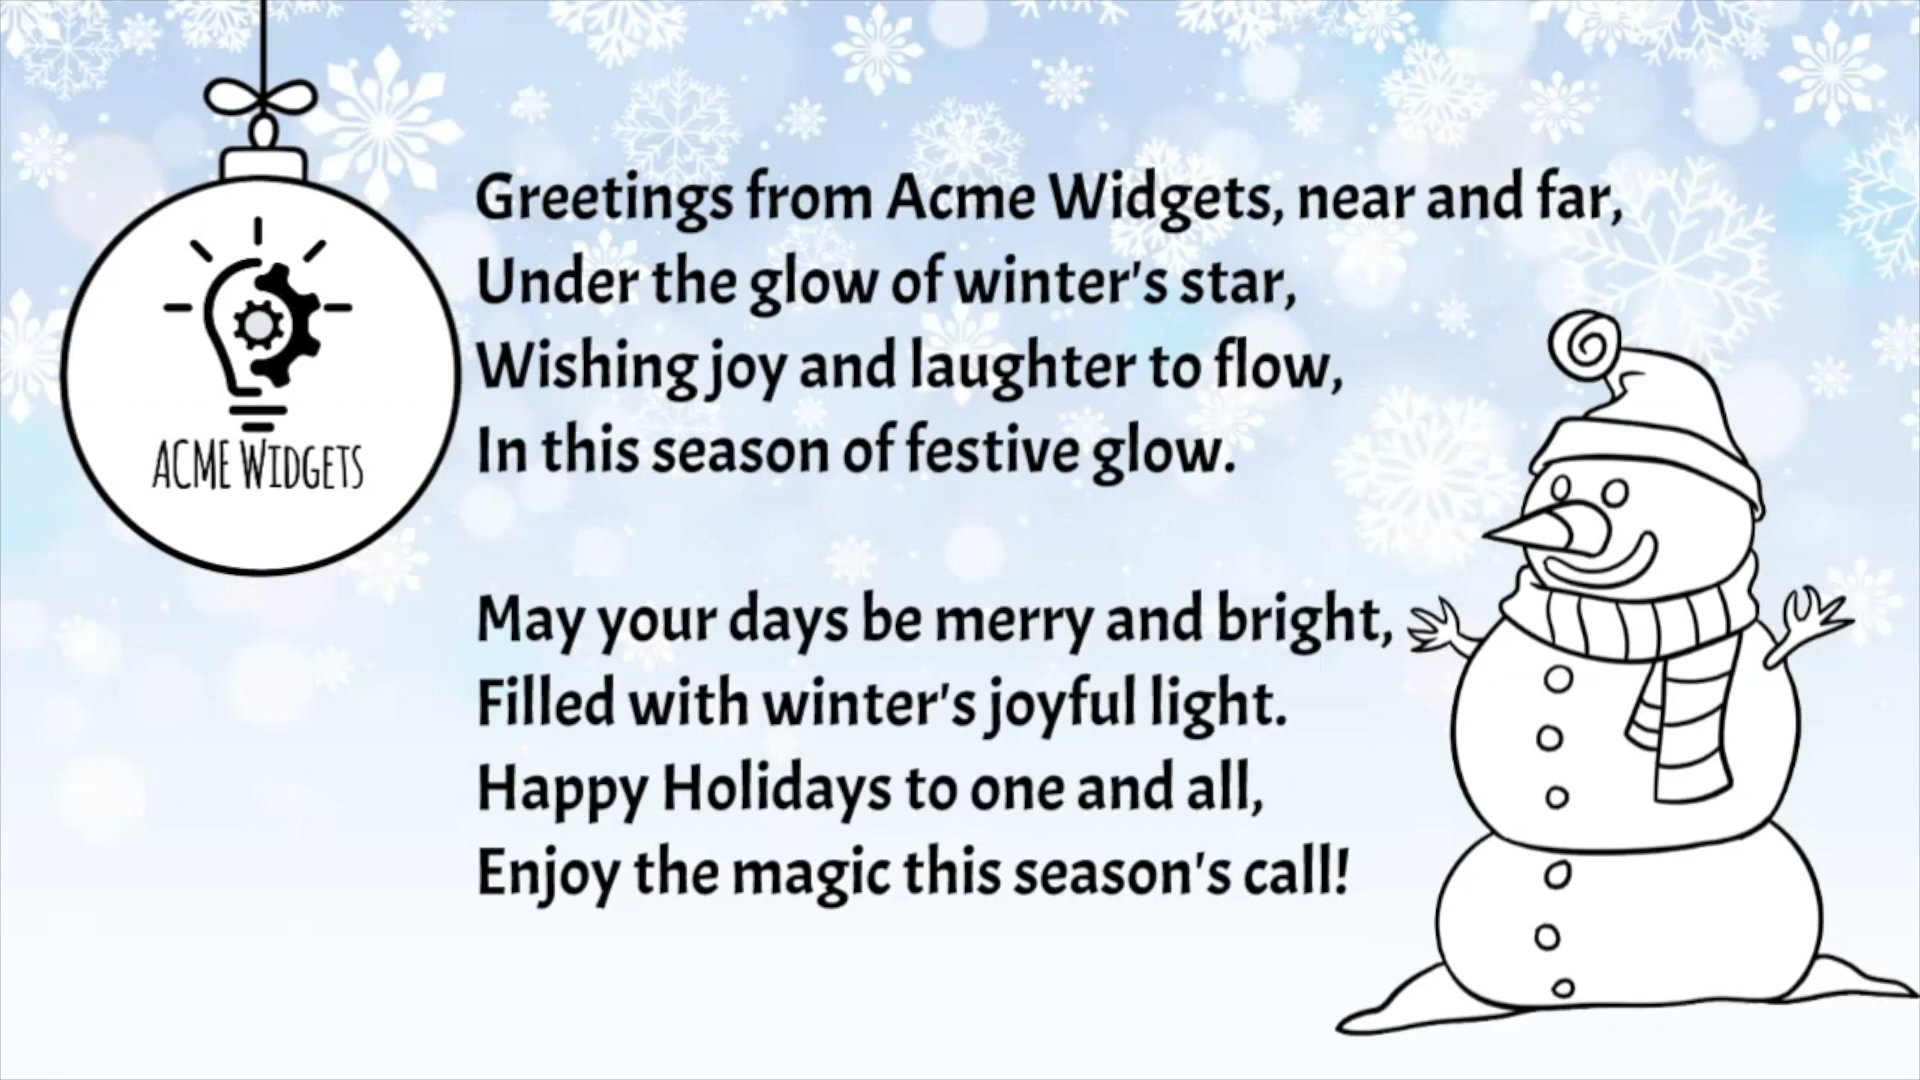 ACME WIDGETS
Greetings from Acme Widgets, near and far,
Under the glow of winter's star,
Wishing joy and laughter to flow,
In this season of festive glow.
May your days be merry and bright,
Filled with winter's joyful light.
Happy Holidays to one and all,
Enjoy the magic this season's call!